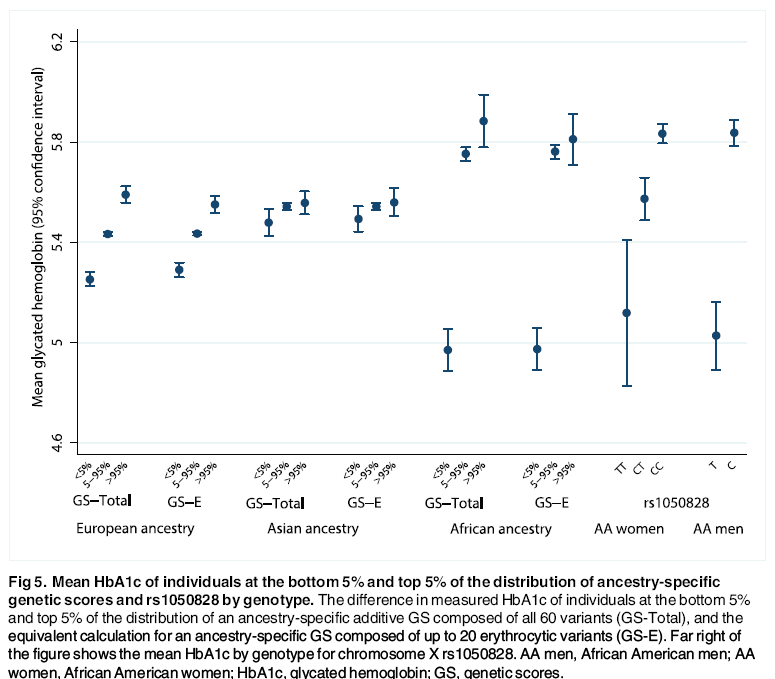 Mean glycated hemoglobin (95% confidence interval)
6.2
5.8
5.4
5
4.6
<5% 5–95% >95% <5% 5–95% >95% <5% 5–95% >95% <5% 5–95% >95% <5% 5–95% >95% <5% 5–95% >95% TT CT CC T C
GS–Total GS–E GS–Total GS–E GS–Total GS–E rs1050828
European ancestry Asian ancestry African ancestry AA women AA men
Fig 5. Mean HbA1c of individuals at the bottom 5% and top 5% of the distribution of ancestry-specific
genetic scores and rs1050828 by genotype. The difference in measured HbA1c of individuals at the bottom 5%
and top 5% of the distribution of an ancestry-specific additive GS composed of all 60 variants (GS-Total), and the
equivalent calculation for an ancestry-specific GS composed of up to 20 erythrocytic variants (GS-E). Far right of
the figure shows the mean HbA1c by genotype for chromosome X rs1050828. AA men, African American men; AA
women, African American women; HbA1c, glycated hemoglobin; GS, genetic scores.